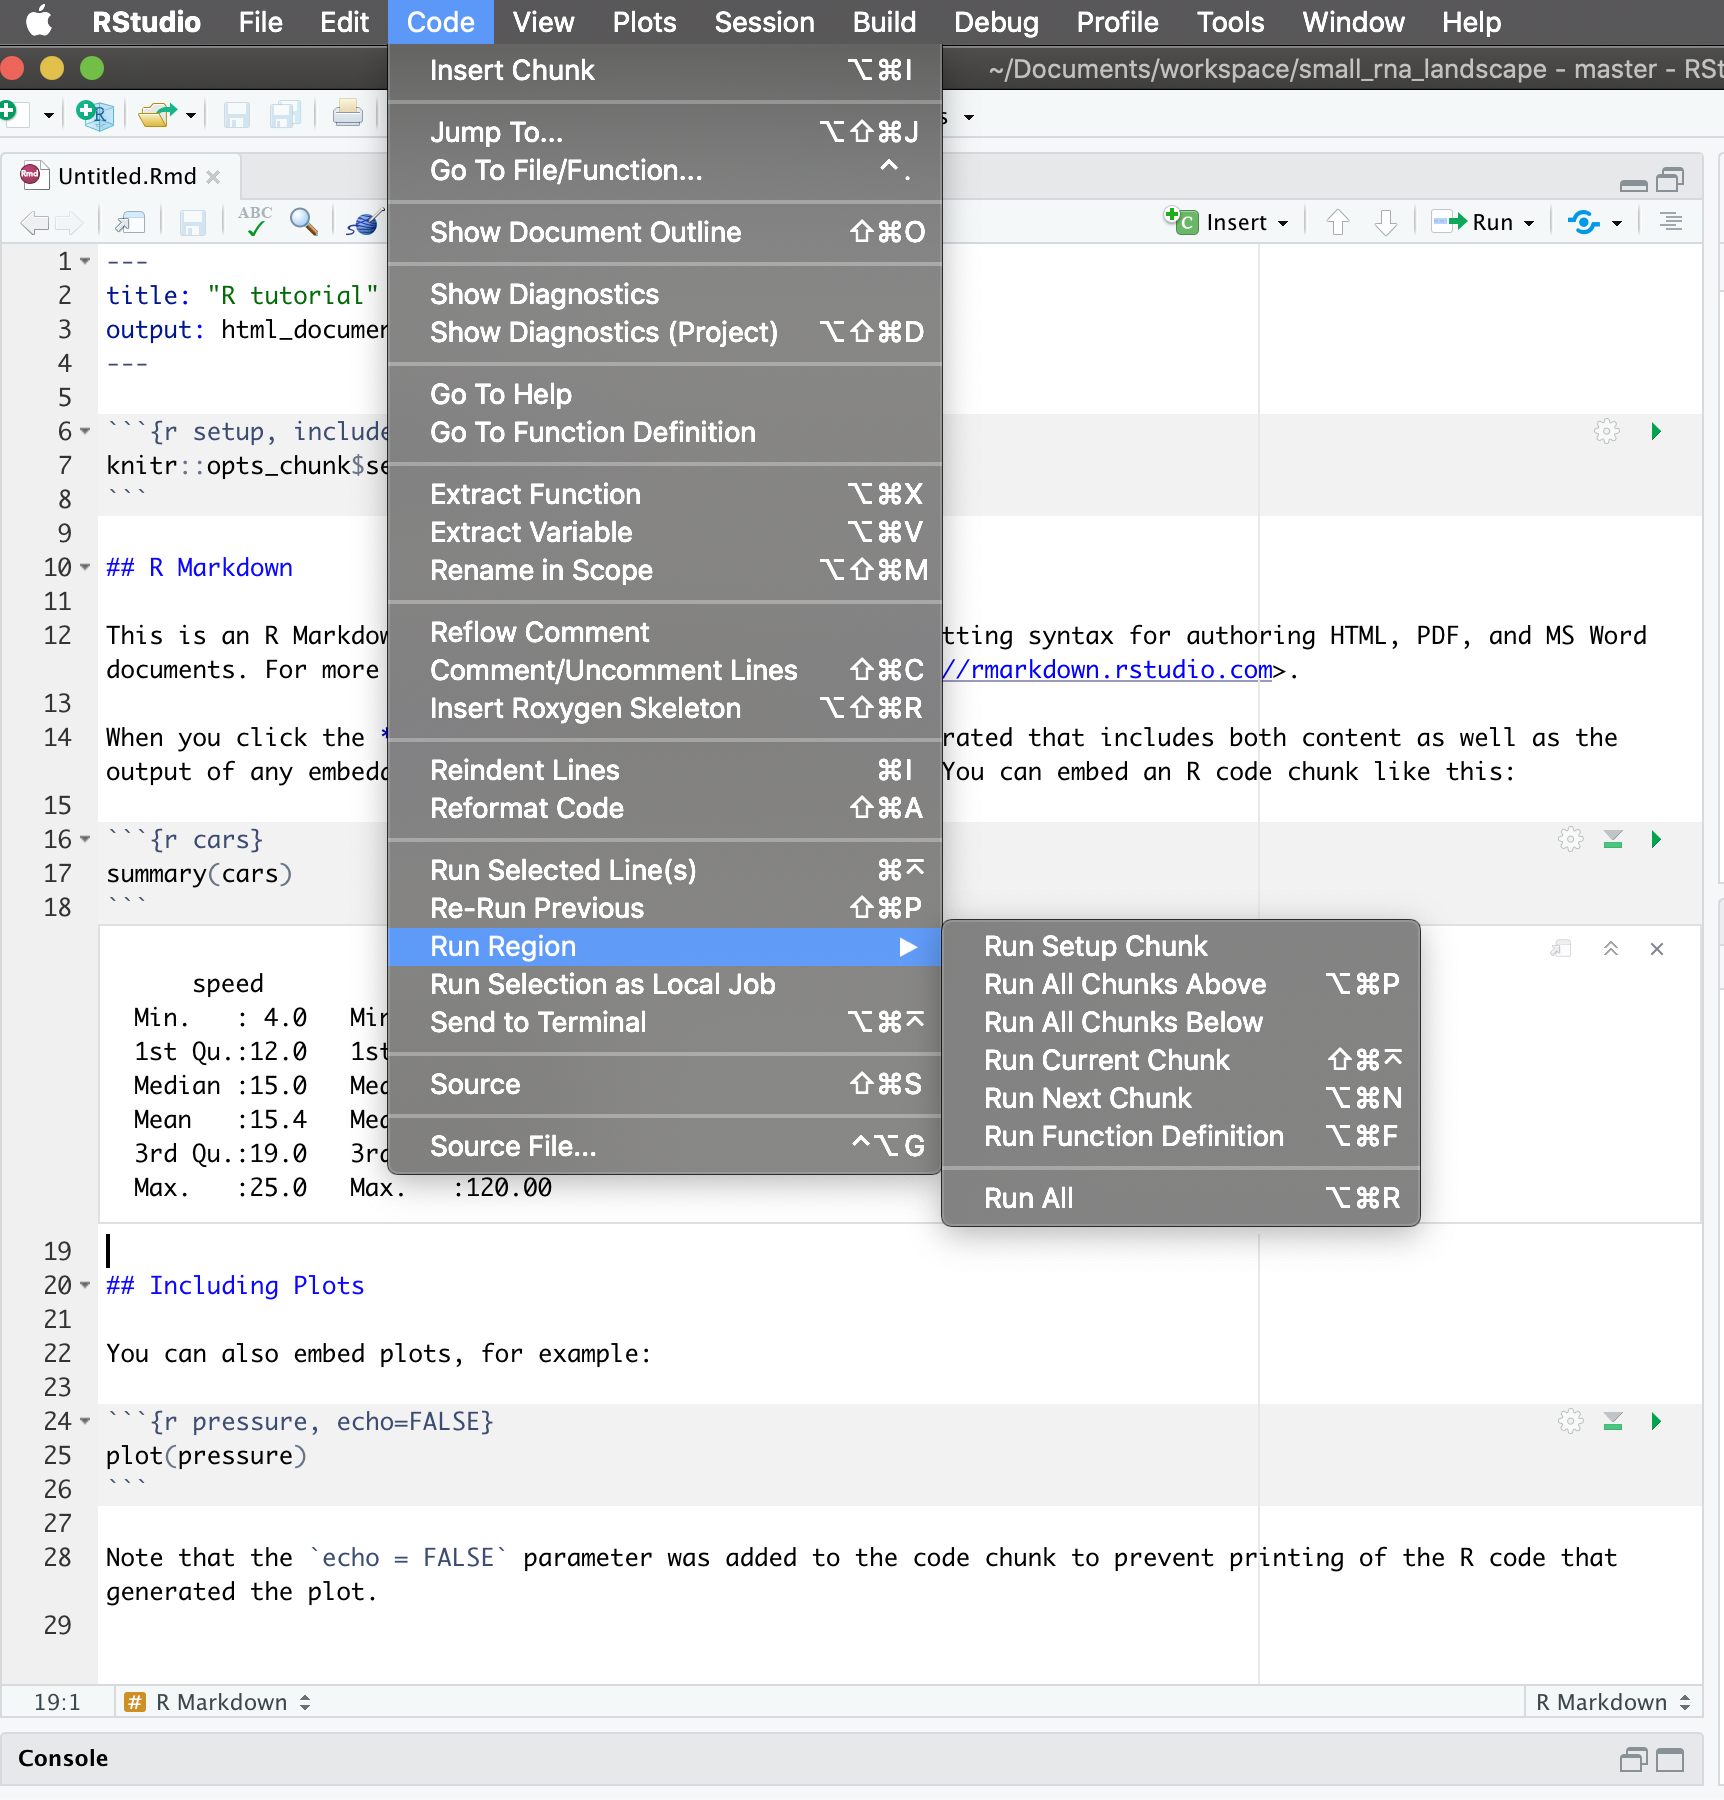 RStudio File Edit Code View Plots Session Build Debug Profile Tools Window Help
~/Documents/workspace/small_rna_landscape - master - RSt
Untitled.Rmd
ABC
Insert Run
1 ---
2 title: "R tutorial"
3 output: html_documen
4 ---
5
6 ```{r setup, include
7 knitr::opts_chunk$se
8 ```
9
10 ## R Markdown
11
12 This is an R Markdow tting syntax for authoring HTML, PDF, and MS Word
documents. For more //rmarkdown.rstudio.com>.
13
14 When you click the * rated that includes both content as well as the
output of any embedd You can embed an R code chunk like this:
15
16 ```{r cars}
17 summary(cars)
18 ```
speed
Min. : 4.0 Min
1st Qu.:12.0 1st
Median :15.0 Med
Mean :15.4 Mea
3rd Qu.:19.0 3rd
Max. :25.0 Max. :120.00
19
20 ## Including Plots
21
22 You can also embed plots, for example:
23
24 ```{r pressure, echo=FALSE}
25 plot(pressure)
26 ```
27
28 Note that the `echo = FALSE` parameter was added to the code chunk to prevent printing of the R code that
generated the plot.
29
19:1 # R Markdown R Markdown
Console
Insert Chunk ⌥⌘I
Jump To... ⌥⇧⌘J
Go To File/Function... ^ .
Show Document Outline ⇧⌘O
Show Diagnostics
Show Diagnostics (Project) ⌥⇧⌘D
Go To Help
Go To Function Definition
Extract Function ⌥⌘X
Extract Variable ⌥⌘V
Rename in Scope ⌥⇧⌘M
Reflow Comment
Comment/Uncomment Lines ⇧⌘C
Insert Roxygen Skeleton ⌥⇧⌘R
Reindent Lines ⌘I
Reformat Code ⇧⌘A
Run Selected Line(s) ⌘⌤
Re-Run Previous ⇧⌘P
Run Region ▶
Run Selection as Local Job
Send to Terminal ⌥⌘⌤
Source ⇧⌘S
Source File... ^⌥G
Run Setup Chunk
Run All Chunks Above ⌥⌘P
Run All Chunks Below
Run Current Chunk ⇧⌘⌤
Run Next Chunk ⌥⌘N
Run Function Definition ⌥⌘F
Run All ⌥⌘R